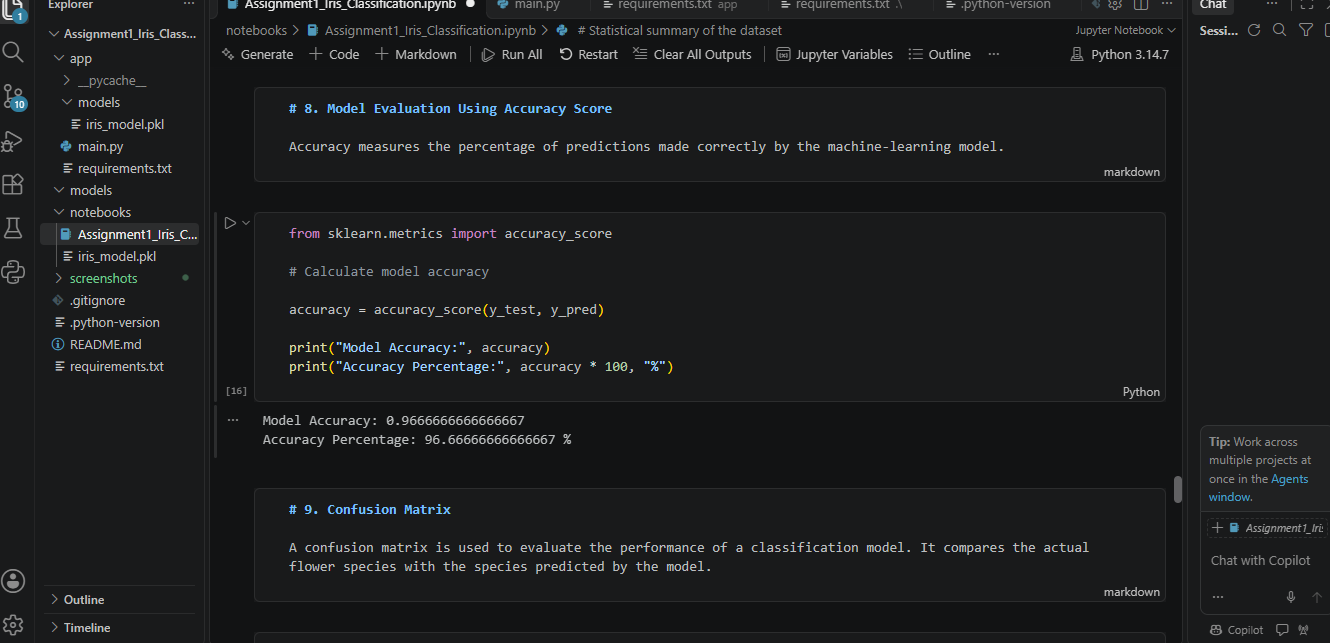 Explorer
Assignment1_Iris_Class...
app
__pycache__
models
iris_model.pkl
main.py
requirements.txt
models
notebooks
Assignment1_Iris_C...
iris_model.pkl
screenshots
.gitignore
.python-version
README.md
requirements.txt
Outline
Timeline
1
10
Assignment1_Iris_Classification.ipynb
main.py
requirements.txt app
requirements.txt .\
.python-version
notebooks > Assignment1_Iris_Classification.ipynb > # Statistical summary of the dataset
Jupyter Notebook
Generate + Code + Markdown Run All Restart Clear All Outputs Jupyter Variables Outline ...
Python 3.14.7
# 8. Model Evaluation Using Accuracy Score
Accuracy measures the percentage of predictions made correctly by the machine-learning model.
markdown
from sklearn.metrics import accuracy_score
# Calculate model accuracy
accuracy = accuracy_score(y_test, y_pred)
print("Model Accuracy:", accuracy)
print("Accuracy Percentage:", accuracy * 100, "%")
[16]
Python
Model Accuracy: 0.9666666666666667
Accuracy Percentage: 96.66666666666667 %
# 9. Confusion Matrix
A confusion matrix is used to evaluate the performance of a classification model. It compares the actual
flower species with the species predicted by the model.
markdown
Chat
Sessi...
Tip: Work across
multiple projects at
once in the Agents
window.
Assignment1_Iris
Chat with Copilot
Copilot